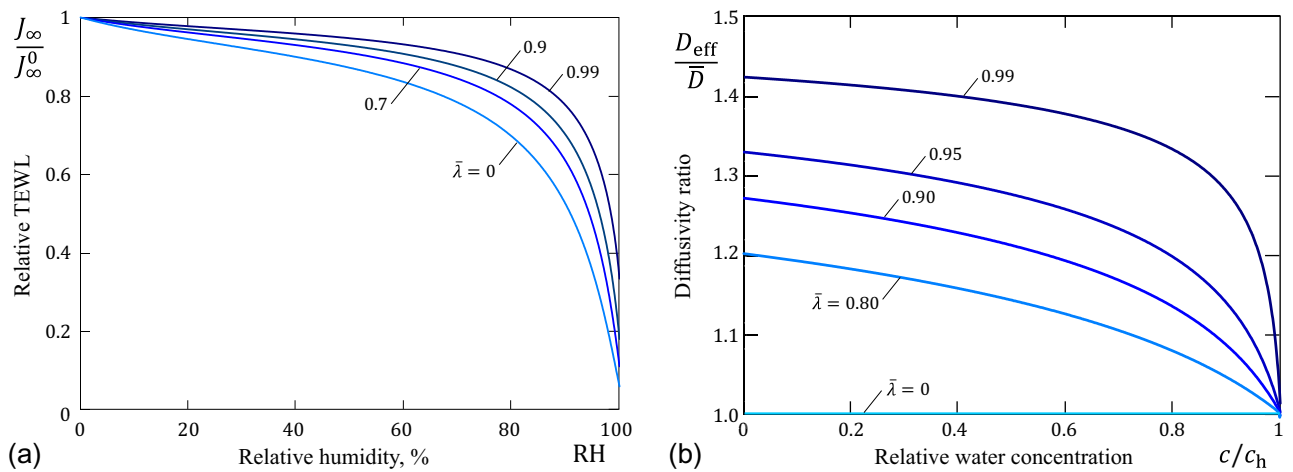 J∞
J∞⁰
1
0.8
0.6
0.4
0.2
0
Relative TEWL
0.9
0.99
0.7
λ̄ = 0
0 20 40 60 80 100
Relative humidity, % RH
(a)
D_eff
D̄
1.5
1.4
1.3
1.2
1.1
1.0
Diffusivity ratio
0.99
0.95
0.90
λ̄ = 0.80
λ̄ = 0
0 0.2 0.4 0.6 0.8 1
Relative water concentration c/c_h
(b)